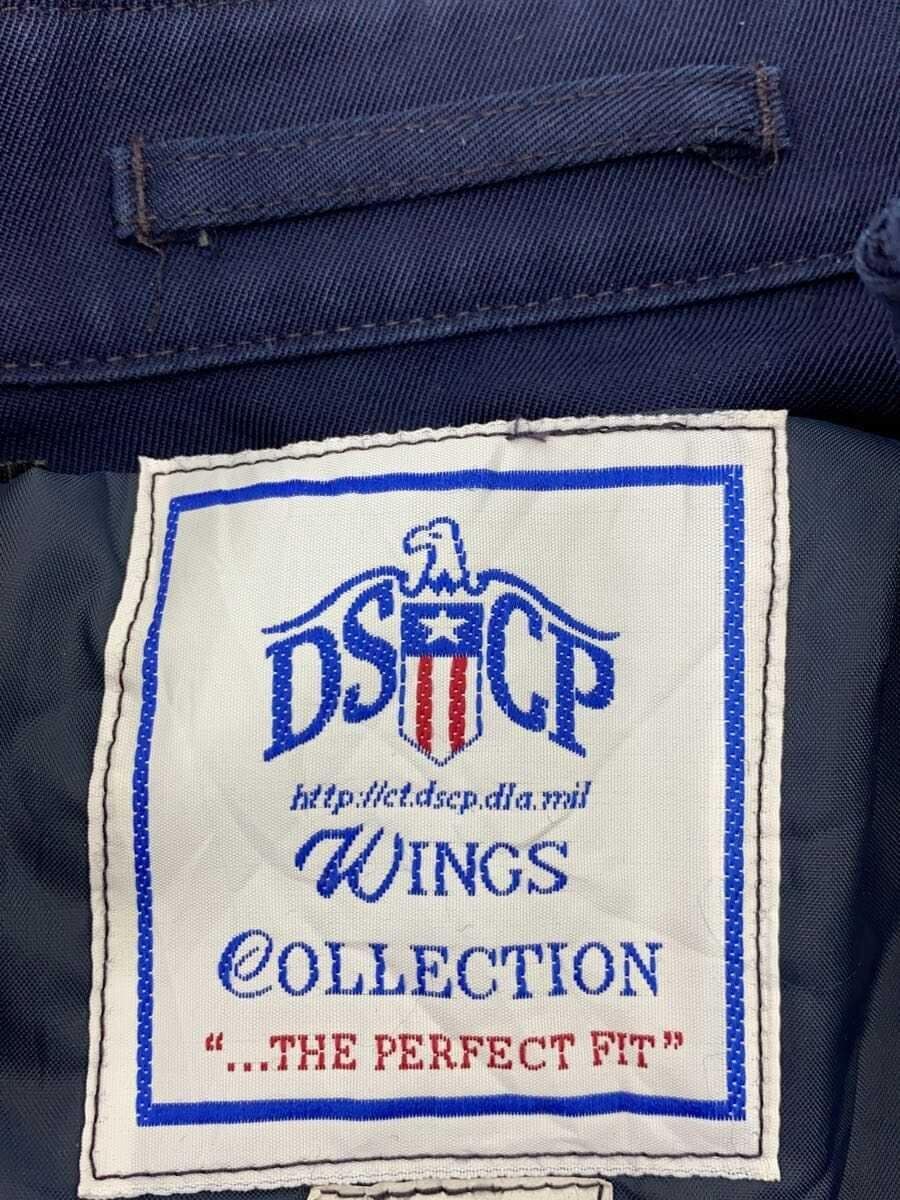 DSCP
http://ct.dscp.dla.mil
WINGS
COLLECTION
“...THE PERFECT FIT”